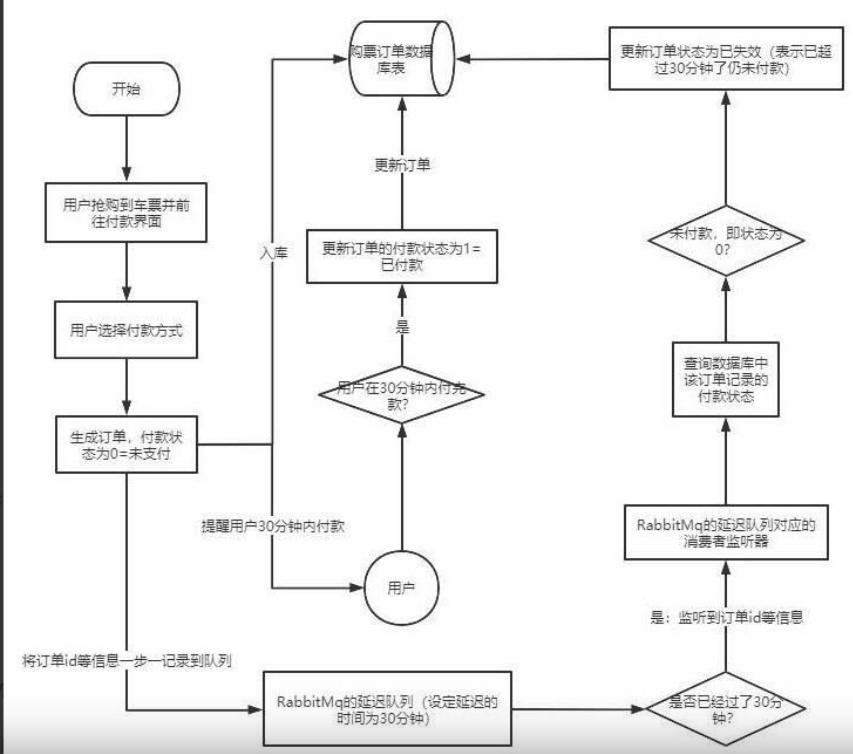 开始
用户抢购到车票并前
往付款界面
用户选择付款方式
生成订单，付款状
态为0=未支付
入库
提醒用户30分钟内付款
将订单id等信息一步一记录到队列
购票订单数据
库表
更新订单
更新订单的付款状态为1=
已付款
是
用户在30分钟内付完
款？
用户
RabbitMq的延迟队列（设定延迟的
时间为30分钟）
更新订单状态为已失效（表示已超
过30分钟了仍未付款）
未付款，即状态为
0？
查询数据库中
该订单记录的
付款状态
RabbitMq的延迟队列对应的
消费者监听器
是：监听到订单id等信息
是否已经过了30分
钟？